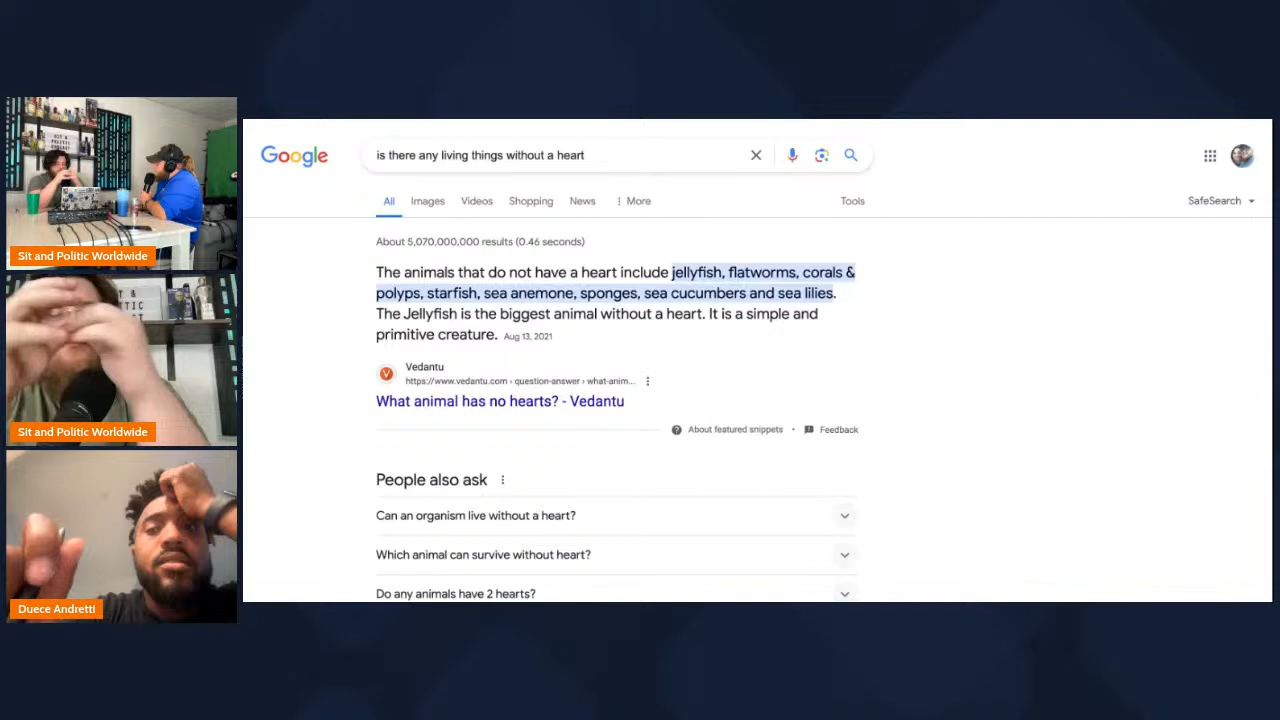 Sit and Politic Worldwide
Sit and Politic Worldwide
Duece Andretti
Google
is there any living things without a heart
All Images Videos Shopping News More Tools
SafeSearch
About 5,070,000,000 results (0.46 seconds)
The animals that do not have a heart include jellyfish, flatworms, corals &
polyps, starfish, sea anemone, sponges, sea cucumbers and sea lilies.
The Jellyfish is the biggest animal without a heart. It is a simple and
primitive creature. Aug 13, 2021
V
Vedantu
https://www.vedantu.com › question-answer › what-anim...
What animal has no hearts? - Vedantu
About featured snippets • Feedback
People also ask
Can an organism live without a heart?
Which animal can survive without heart?
Do any animals have 2 hearts?